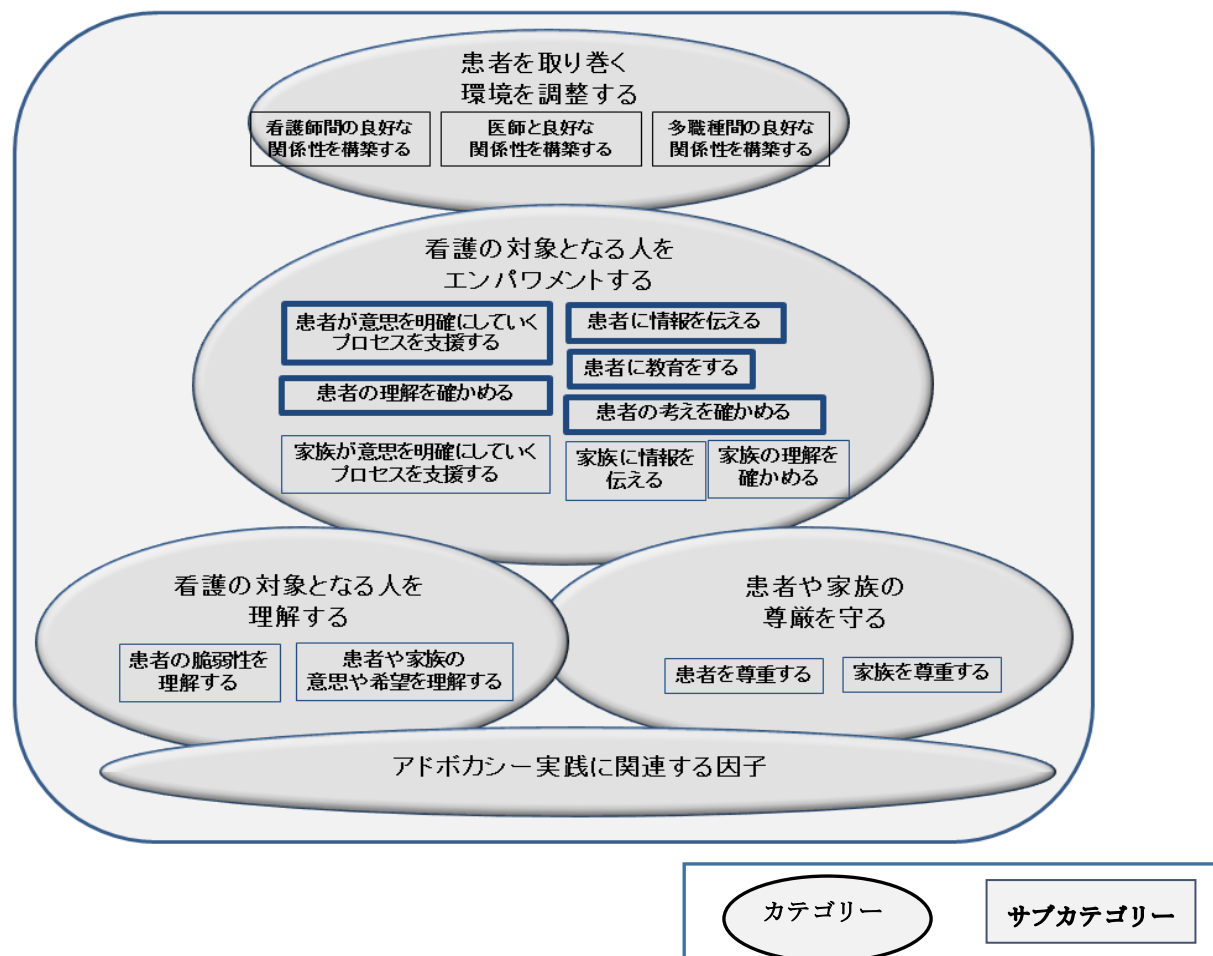 患者を取り巻く
環境を調整する
看護師間の良好な
関係性を構築する
医師と良好な
関係性を構築する
多職種間の良好な
関係性を構築する
看護の対象となる人を
エンパワメントする
患者が意思を明確にしていく
プロセスを支援する
患者に情報を伝える
患者に教育をする
患者の理解を確かめる
患者の考えを確かめる
家族が意思を明確にしていく
プロセスを支援する
家族に情報を
伝える
家族の理解を
確かめる
看護の対象となる人を
理解する
患者の脆弱性を
理解する
患者や家族の
意思や希望を理解する
患者や家族の
尊厳を守る
患者を尊重する
家族を尊重する
アドボカシー実践に関連する因子
カテゴリー
サブカテゴリー